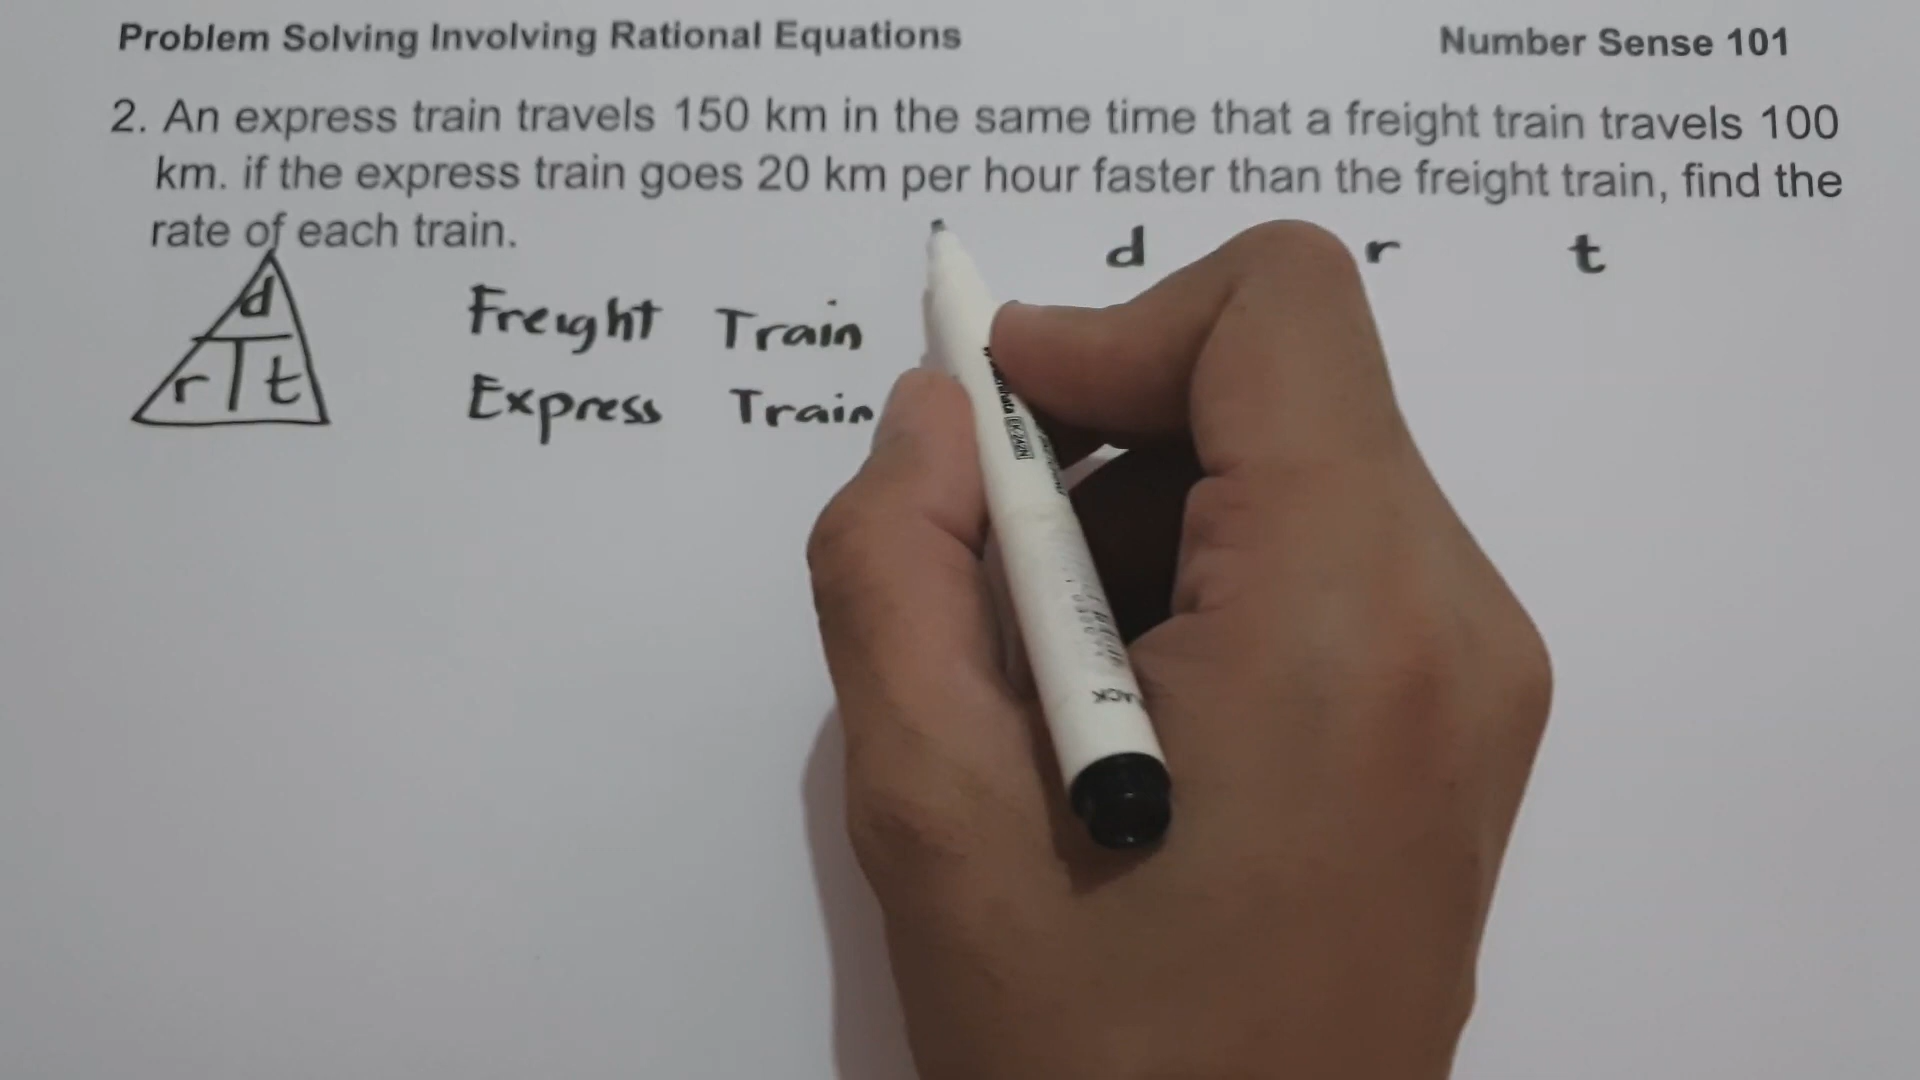 Problem Solving Involving Rational Equations Number Sense 101
2. An express train travels 150 km in the same time that a freight train travels 100
km. if the express train goes 20 km per hour faster than the freight train, find the
rate of each train.
d r t
d
r t
Freight Train
Express Train